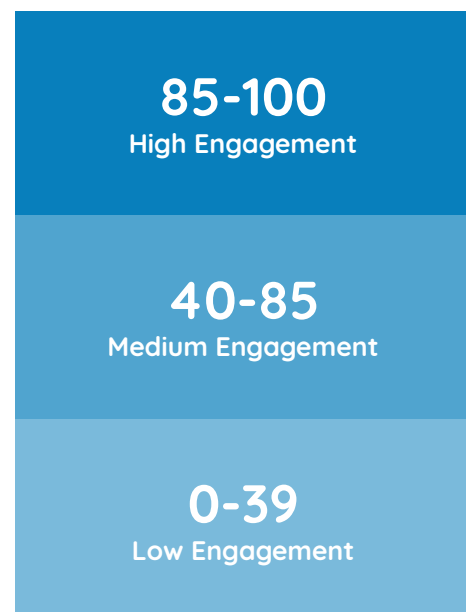 85-100
High Engagement
40-85
Medium Engagement
0-39
Low Engagement